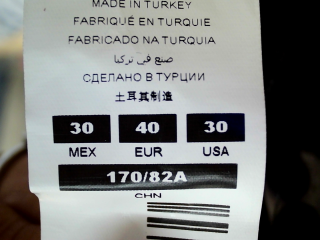 MADE IN TURKEY
FABRIQUÉ EN TURQUIE
FABRICADO NA TURQUIA
صنع في تركيا
СДЕЛАНО В ТУРЦИИ
土耳其制造
30 40 30
MEX EUR USA
170/82A
CHN